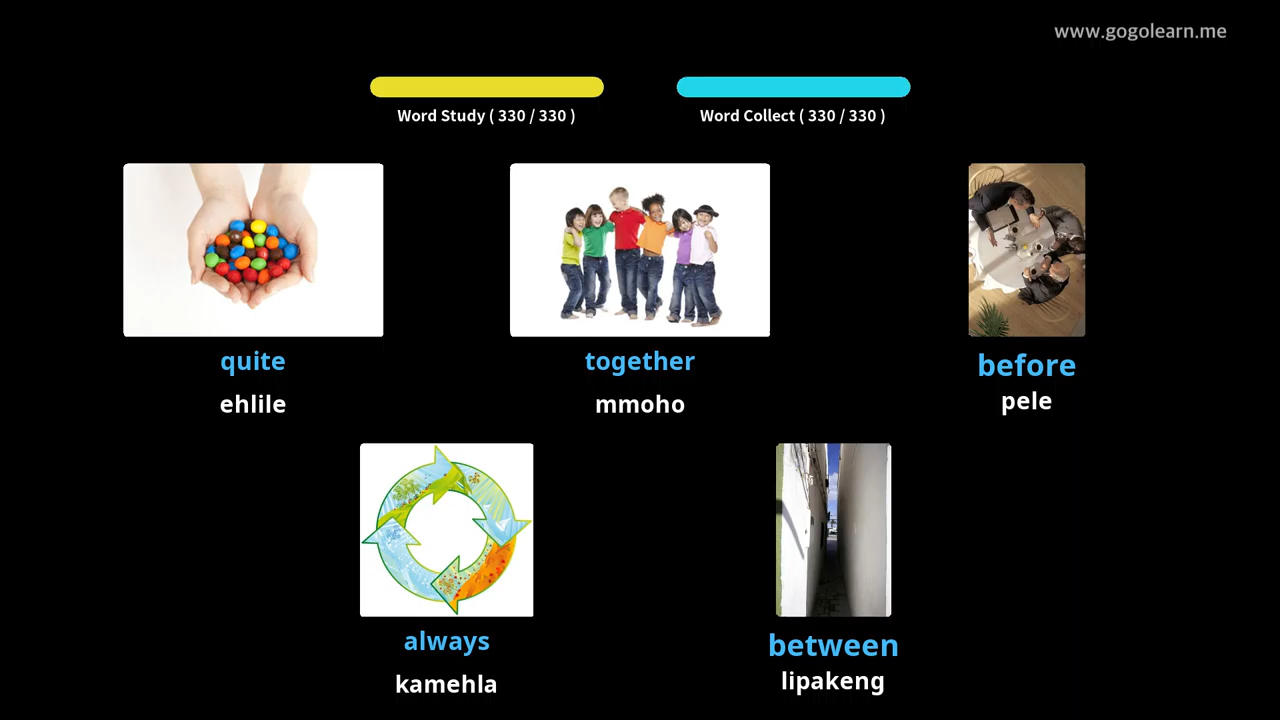 www.gogolearn.me
Word Study ( 330 / 330 )
Word Collect ( 330 / 330 )
quite
ehlile
together
mmoho
before
pele
always
kamehla
between
lipakeng